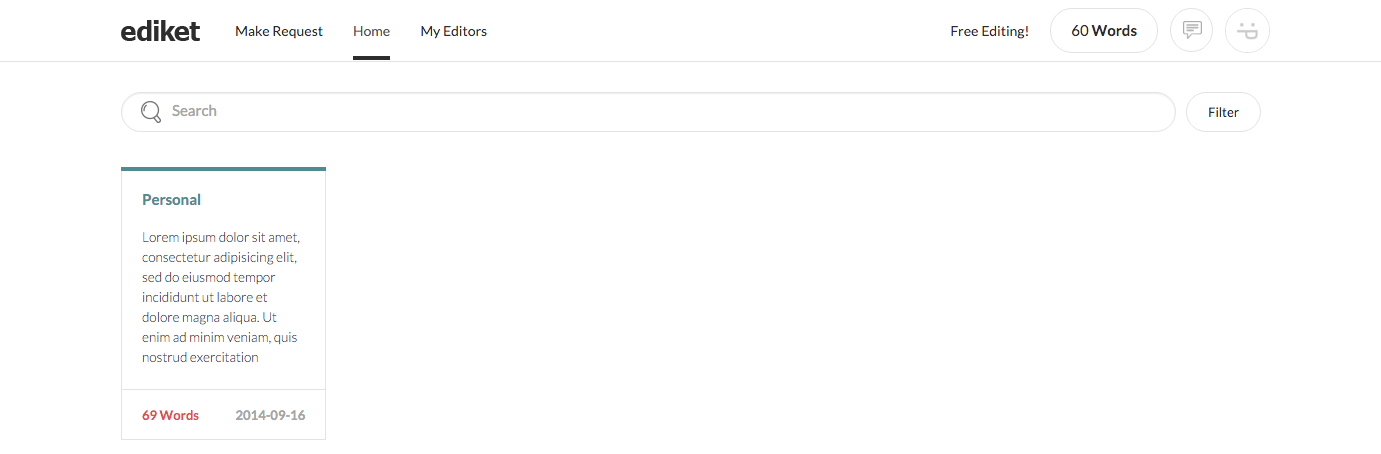 ediket Make Request Home My Editors Free Editing! 60 Words
Search Filter
Personal
Lorem ipsum dolor sit amet,
consectetur adipisicing elit,
sed do eiusmod tempor
incididunt ut labore et
dolore magna aliqua. Ut
enim ad minim veniam, quis
nostrud exercitation
69 Words 2014-09-16